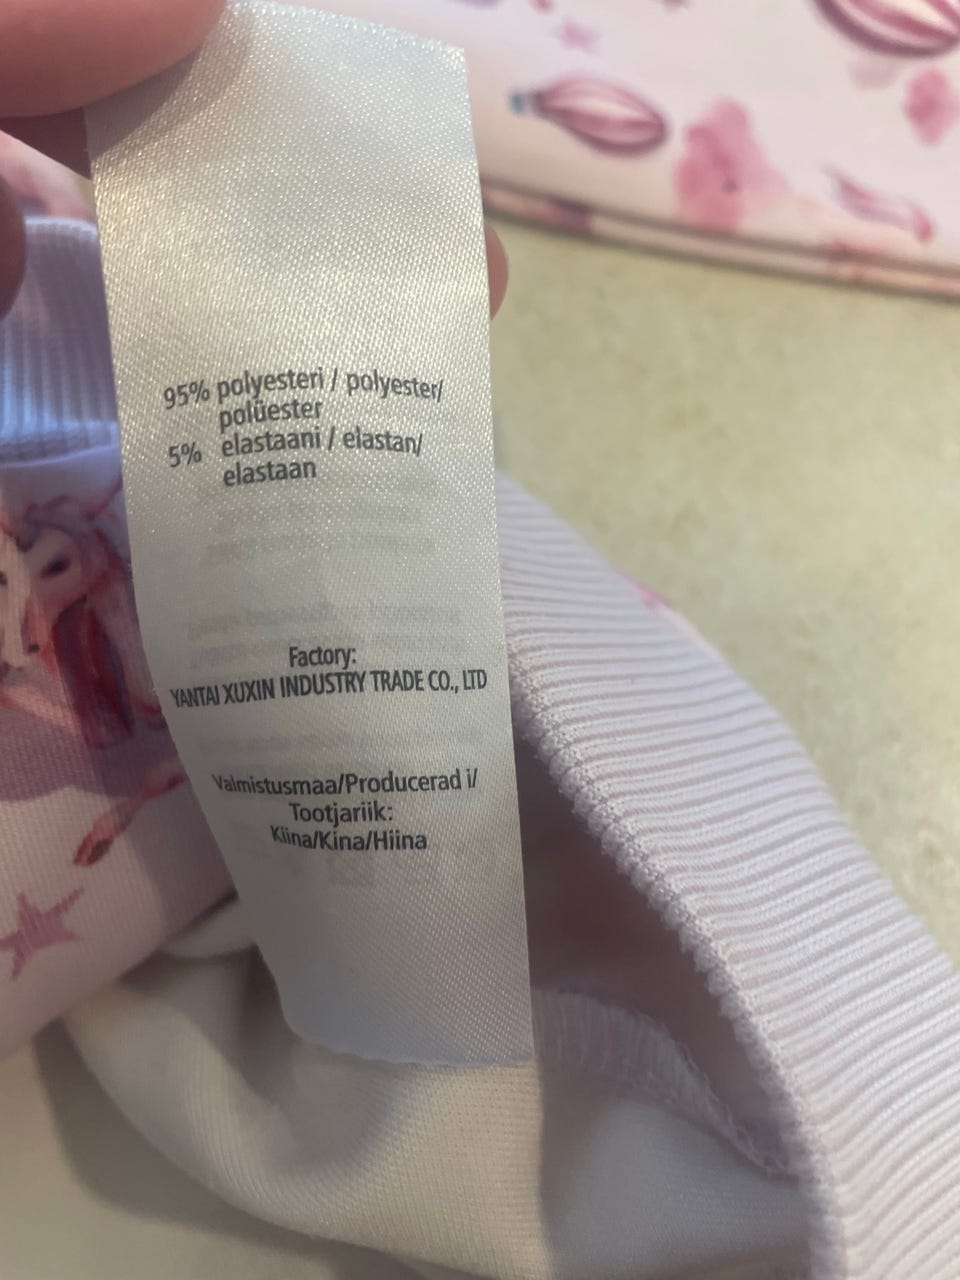 95% polyesteri / polyester/
polüester
5% elastaani / elastan/
elastaan
Factory:
YANTAI XUXIN INDUSTRY TRADE CO., LTD
Valmistusmaa/Producerad i/
Tootjariik:
Kiina/Kina/Hiina